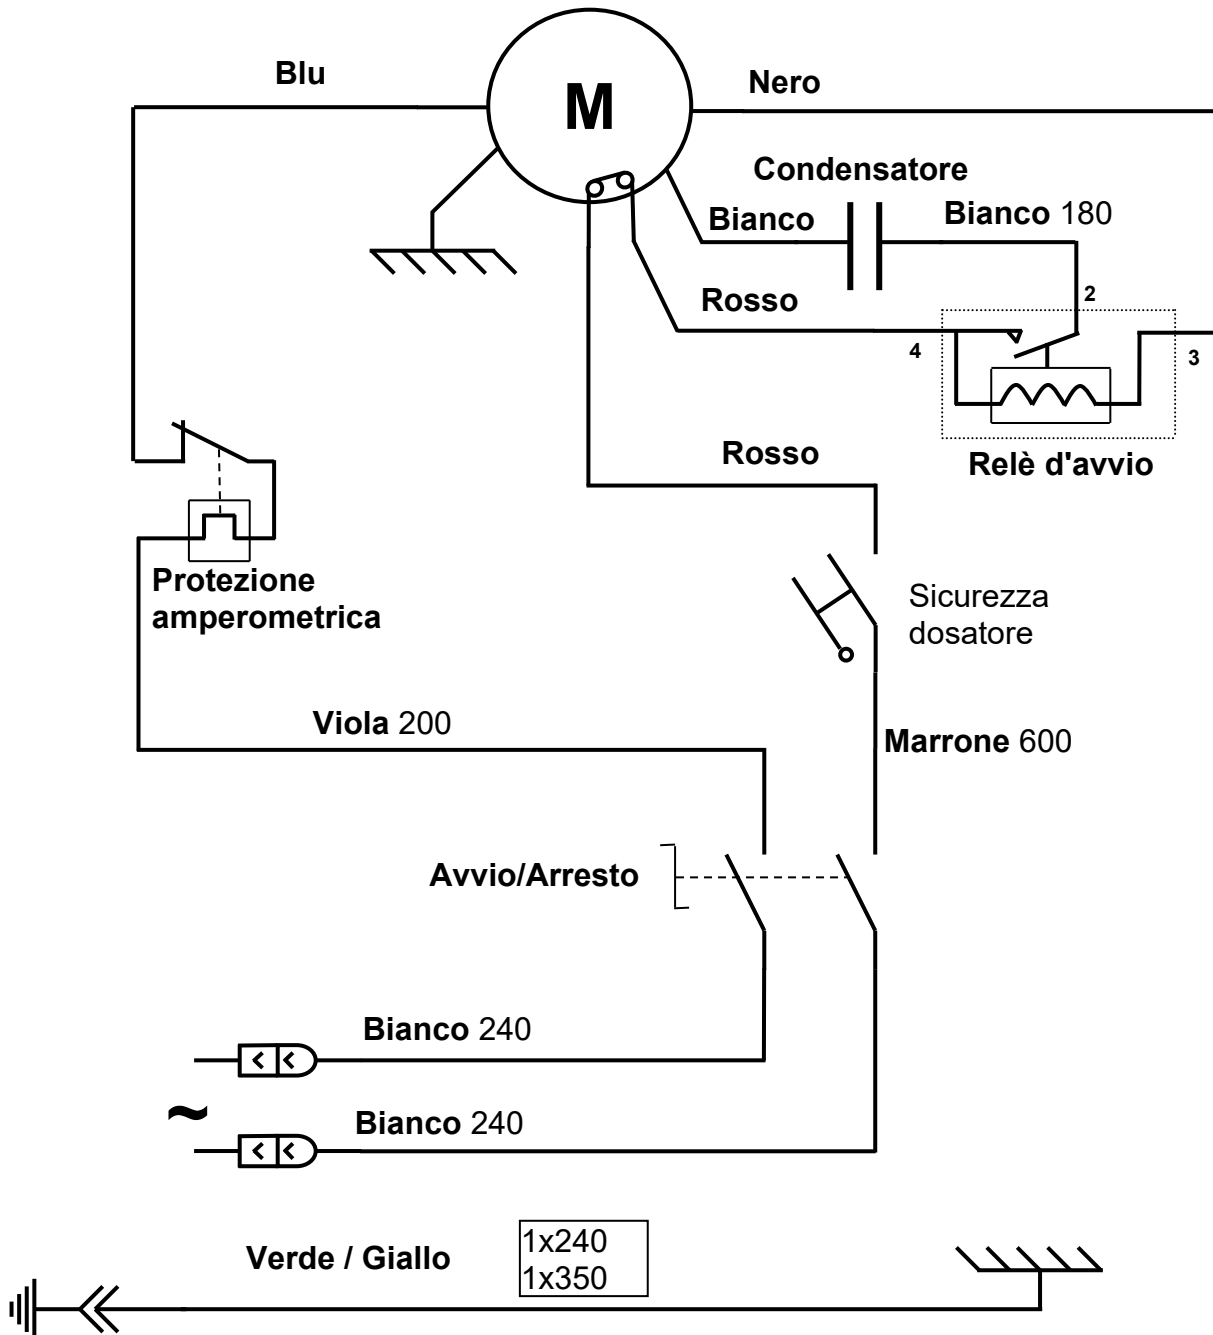 Blu
M
Nero
Condensatore
Bianco
Bianco 180
2
Rosso
4
3
Relè d'avvio
Rosso
Protezione
amperometrica
Sicurezza
dosatore
Viola 200
Marrone 600
Avvio/Arresto
Bianco 240
~
Bianco 240
Verde / Giallo
1x240
1x350